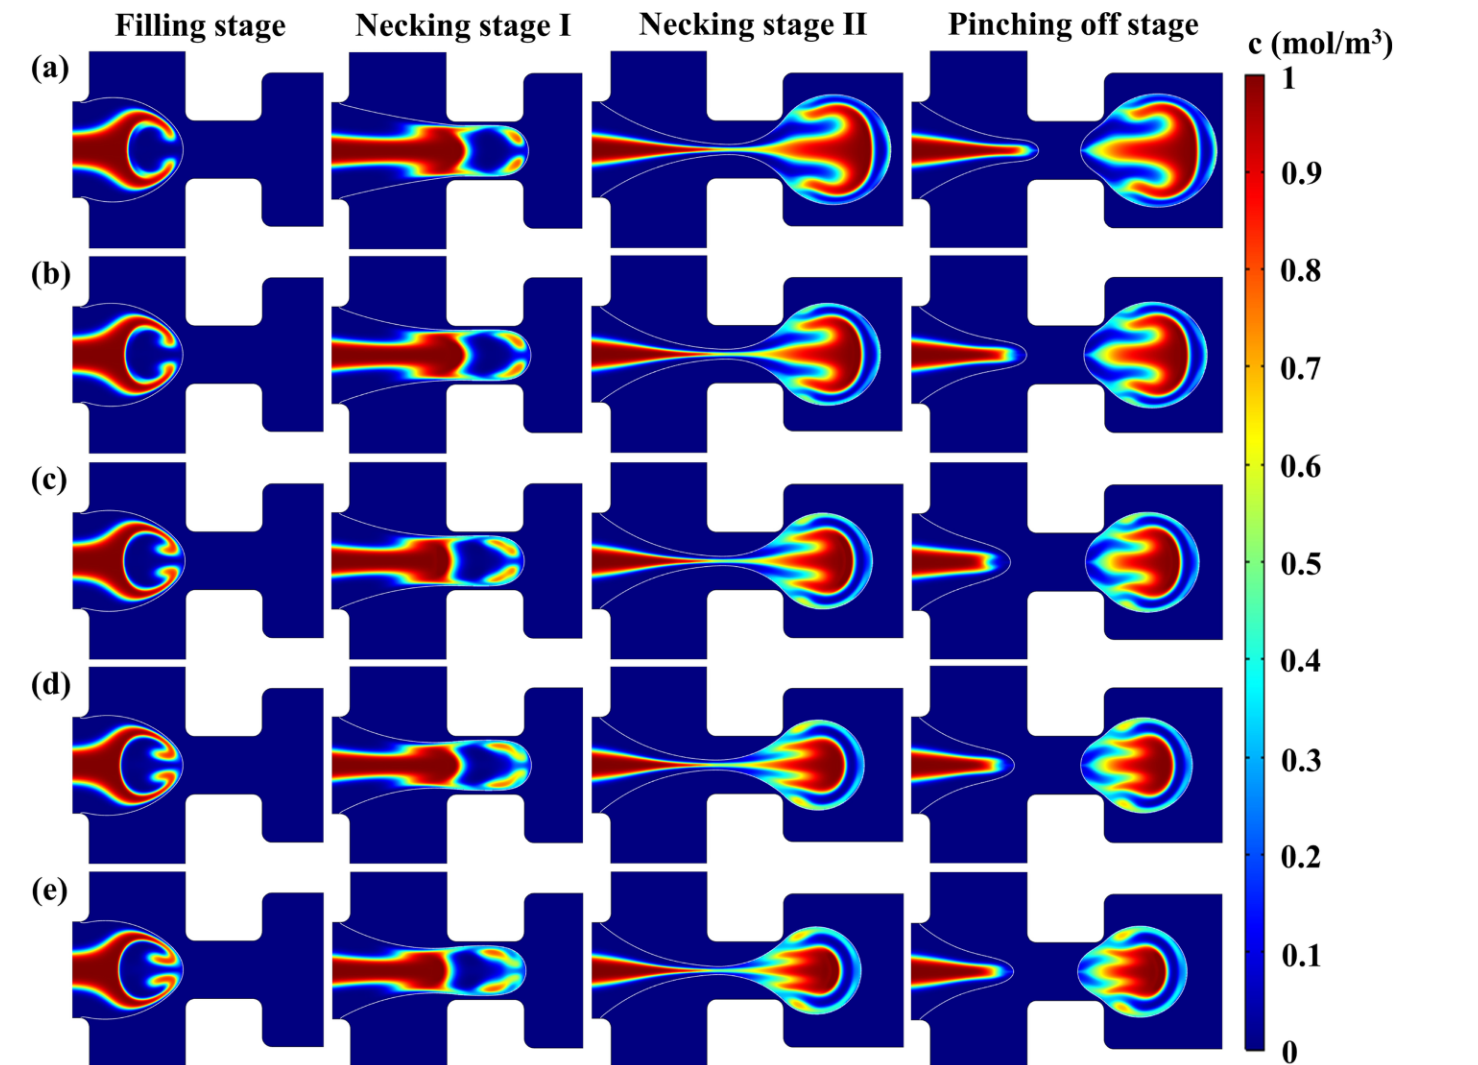 Filling stage
Necking stage I
Necking stage II
Pinching off stage
c (mol/m³)
(a)
(b)
(c)
(d)
(e)
1
0.9
0.8
0.7
0.6
0.5
0.4
0.3
0.2
0.1
0